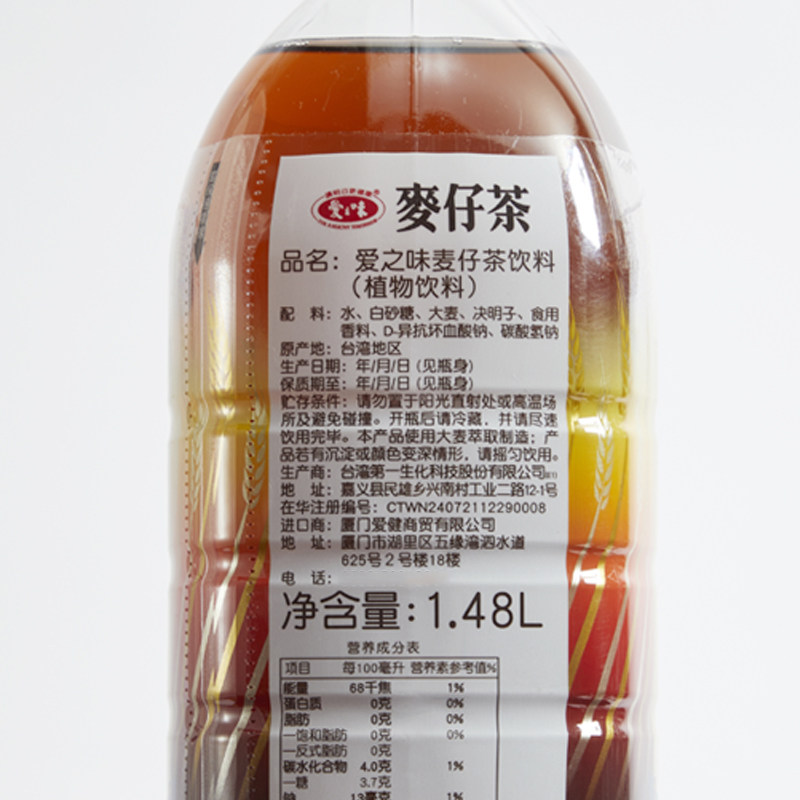 愛之味
麥仔茶
品名：爱之味麦仔茶饮料
（植物饮料）
配 料：水、白砂糖、大麦、决明子、食用
香料、D-异抗坏血酸钠、碳酸氢钠
原产地：台湾地区
生产日期：年/月/日 (见瓶身)
保质期至：年/月/日 (见瓶身)
贮存条件：请勿置于阳光直射处或高温场
所及避免碰撞。开瓶后请冷藏，并请尽速
饮用完毕。本产品使用大麦萃取制造；产
品若有沉淀或颜色变深情形，请摇匀饮用。
生产商：台湾第一生化科技股份有限公司
地 址：嘉义县民雄乡兴南村工业二路12-1号
在华注册编号：CTWN24072112290008
进口商：厦门爱健商贸有限公司
地 址：厦门市湖里区五缘湾泗水道
625号2号楼18楼
电 话：
净含量：1.48L
营养成分表
项目 每100毫升 营养素参考值%
能量 68千焦 1%
蛋白质 0克 0%
脂肪 0克 0%
—饱和脂肪 0克 0%
—反式脂肪 0克
碳水化合物 4.0克 1%
—糖 3.7克
钠 13毫克 1%